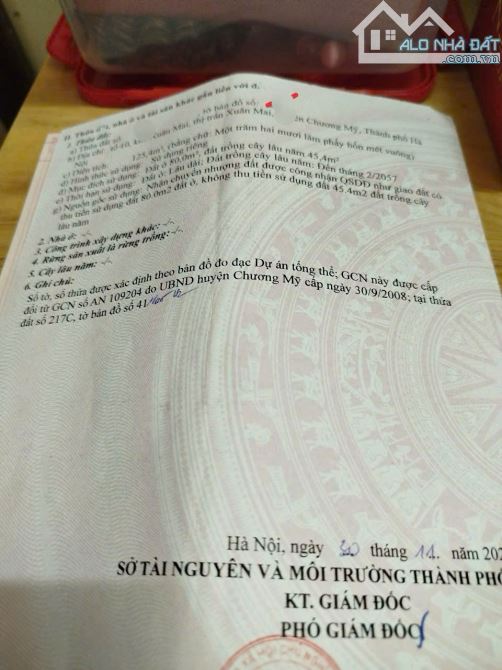 ALO NHÀ ĐẤT
.com.vn
II. Thửa đất, nhà ở và tài sản khác gắn liền với đ
1. Thửa đất:
a) Thửa đất số: tờ bản đồ số:
b) Địa chỉ: Xuân Mai, thị trấn Xuân Mai, Chương Mỹ, Thành phố Hà
Nội
c) Diện tích: 125,4m² (bằng chữ: Một trăm hai mươi lăm phẩy bốn mét vuông)
d) Hình thức sử dụng: Sử dụng riêng
đ) Mục đích sử dụng: Đất ở 80,0m², đất trồng cây lâu năm 45,4m²
e) Thời hạn sử dụng: Đất ở: Lâu dài; Đất trồng cây lâu năm: Đến tháng 2/2057
g) Nguồn gốc sử dụng: Nhận chuyển nhượng đất được công nhận QSDĐ như giao đất có
thu tiền sử dụng đất 80.0m2 đất ở, không thu tiền sử dụng đất 45.4m2 đất trồng cây
lâu năm
2. Nhà ở: -/-
3. Công trình xây dựng khác: -/-
4. Rừng sản xuất là rừng trồng: -/-
5. Cây lâu năm: -/-
6. Ghi chú:
Số tờ, số thửa được xác định theo bản đồ đo đạc Dự án tổng thể; GCN này được cấp
đổi từ GCN số AN 109204 do UBND huyện Chương Mỹ cấp ngày 30/9/2008; tại thửa
đất số 217C, tờ bản đồ số 41
Hà Nội, ngày 30 tháng 11. năm 202
SỞ TÀI NGUYÊN VÀ MÔI TRƯỜNG THÀNH PHỐ
KT. GIÁM ĐỐC
PHÓ GIÁM ĐỐC